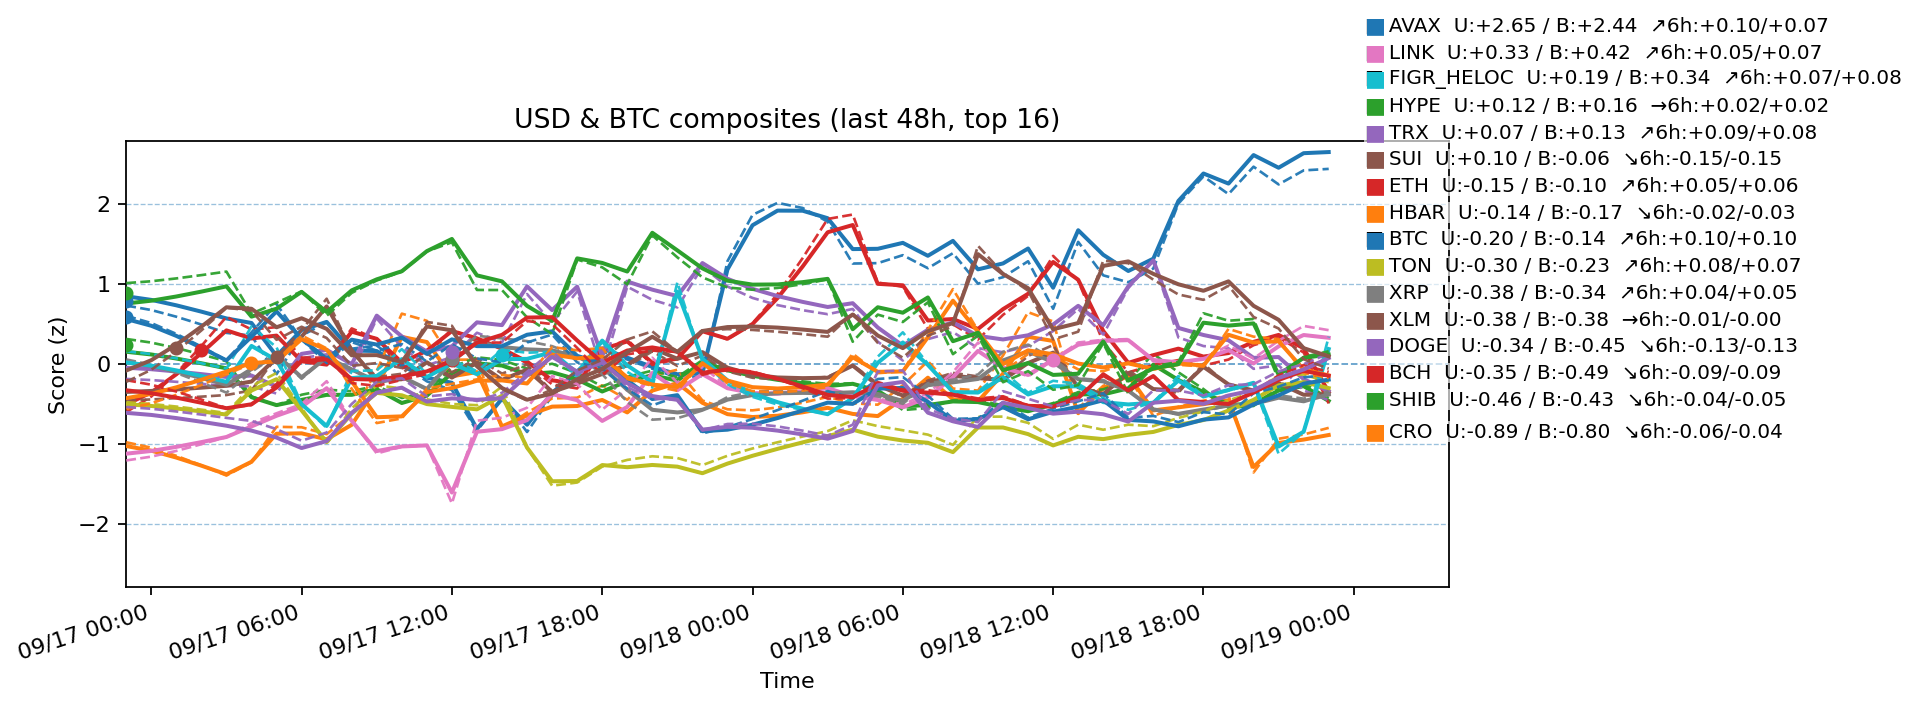 AVAX  U:+2.65 / B:+2.44  ↗6h:+0.10/+0.07
LINK  U:+0.33 / B:+0.42  ↗6h:+0.05/+0.07
FIGR_HELOC  U:+0.19 / B:+0.34  ↗6h:+0.07/+0.08
HYPE  U:+0.12 / B:+0.16  →6h:+0.02/+0.02
TRX  U:+0.07 / B:+0.13  ↗6h:+0.09/+0.08
SUI  U:+0.10 / B:-0.06  ↘6h:-0.15/-0.15
ETH  U:-0.15 / B:-0.10  ↗6h:+0.05/+0.06
HBAR  U:-0.14 / B:-0.17  ↘6h:-0.02/-0.03
BTC  U:-0.20 / B:-0.14  ↗6h:+0.10/+0.10
TON  U:-0.30 / B:-0.23  ↗6h:+0.08/+0.07
XRP  U:-0.38 / B:-0.34  ↗6h:+0.04/+0.05
XLM  U:-0.38 / B:-0.38  →6h:-0.01/-0.00
DOGE  U:-0.34 / B:-0.45  ↘6h:-0.13/-0.13
BCH  U:-0.35 / B:-0.49  ↘6h:-0.09/-0.09
SHIB  U:-0.46 / B:-0.43  ↘6h:-0.04/-0.05
CRO  U:-0.89 / B:-0.80  ↘6h:-0.06/-0.04
USD & BTC composites (last 48h, top 16)
Score (z)
2
1
0
−1
−2
09/17 00:00
09/17 06:00
09/17 12:00
09/17 18:00
09/18 00:00
09/18 06:00
09/18 12:00
09/18 18:00
09/19 00:00
Time